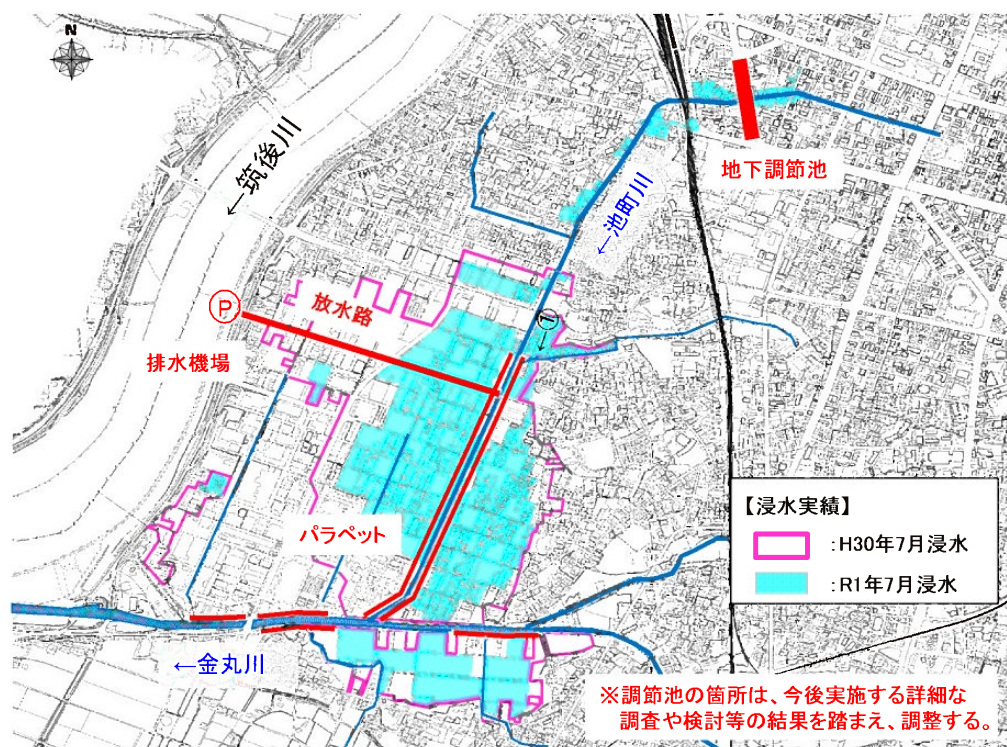 N
←筑後川
地下調節池
←池町川
放水路
P
①
←
排水機場
パラペット
【浸水実績】
:H30年7月浸水
:R1年7月浸水
←金丸川
※調節池の箇所は、今後実施する詳細な
調査や検討等の結果を踏まえ、調整する。